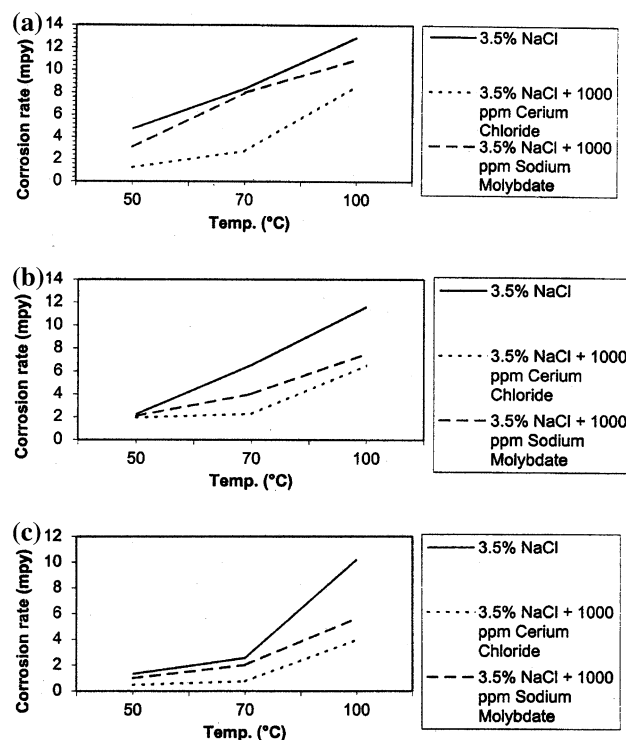 (a)
14
12
10
8
6
4
2
0
Corrosion rate (mpy)
50 70 100
Temp. (°C)
3.5% NaCl
3.5% NaCl + 1000
ppm Cerium
Chloride
3.5% NaCl + 1000
ppm Sodium
Molybdate
(b)
14
12
10
8
6
4
2
0
Corrosion rate (mpy)
50 70 100
Temp. (°C)
3.5% NaCl
3.5% NaCl + 1000
ppm Cerium
Chloride
3.5% NaCl + 1000
ppm Sodium
Molybdate
(c)
12
10
8
6
4
2
0
Corrosion rate (mpy)
50 70 100
Temp. (°C)
3.5% NaCl
3.5% NaCl + 1000
ppm Cerium
Chloride
3.5% NaCl + 1000
ppm Sodium
Molybdate